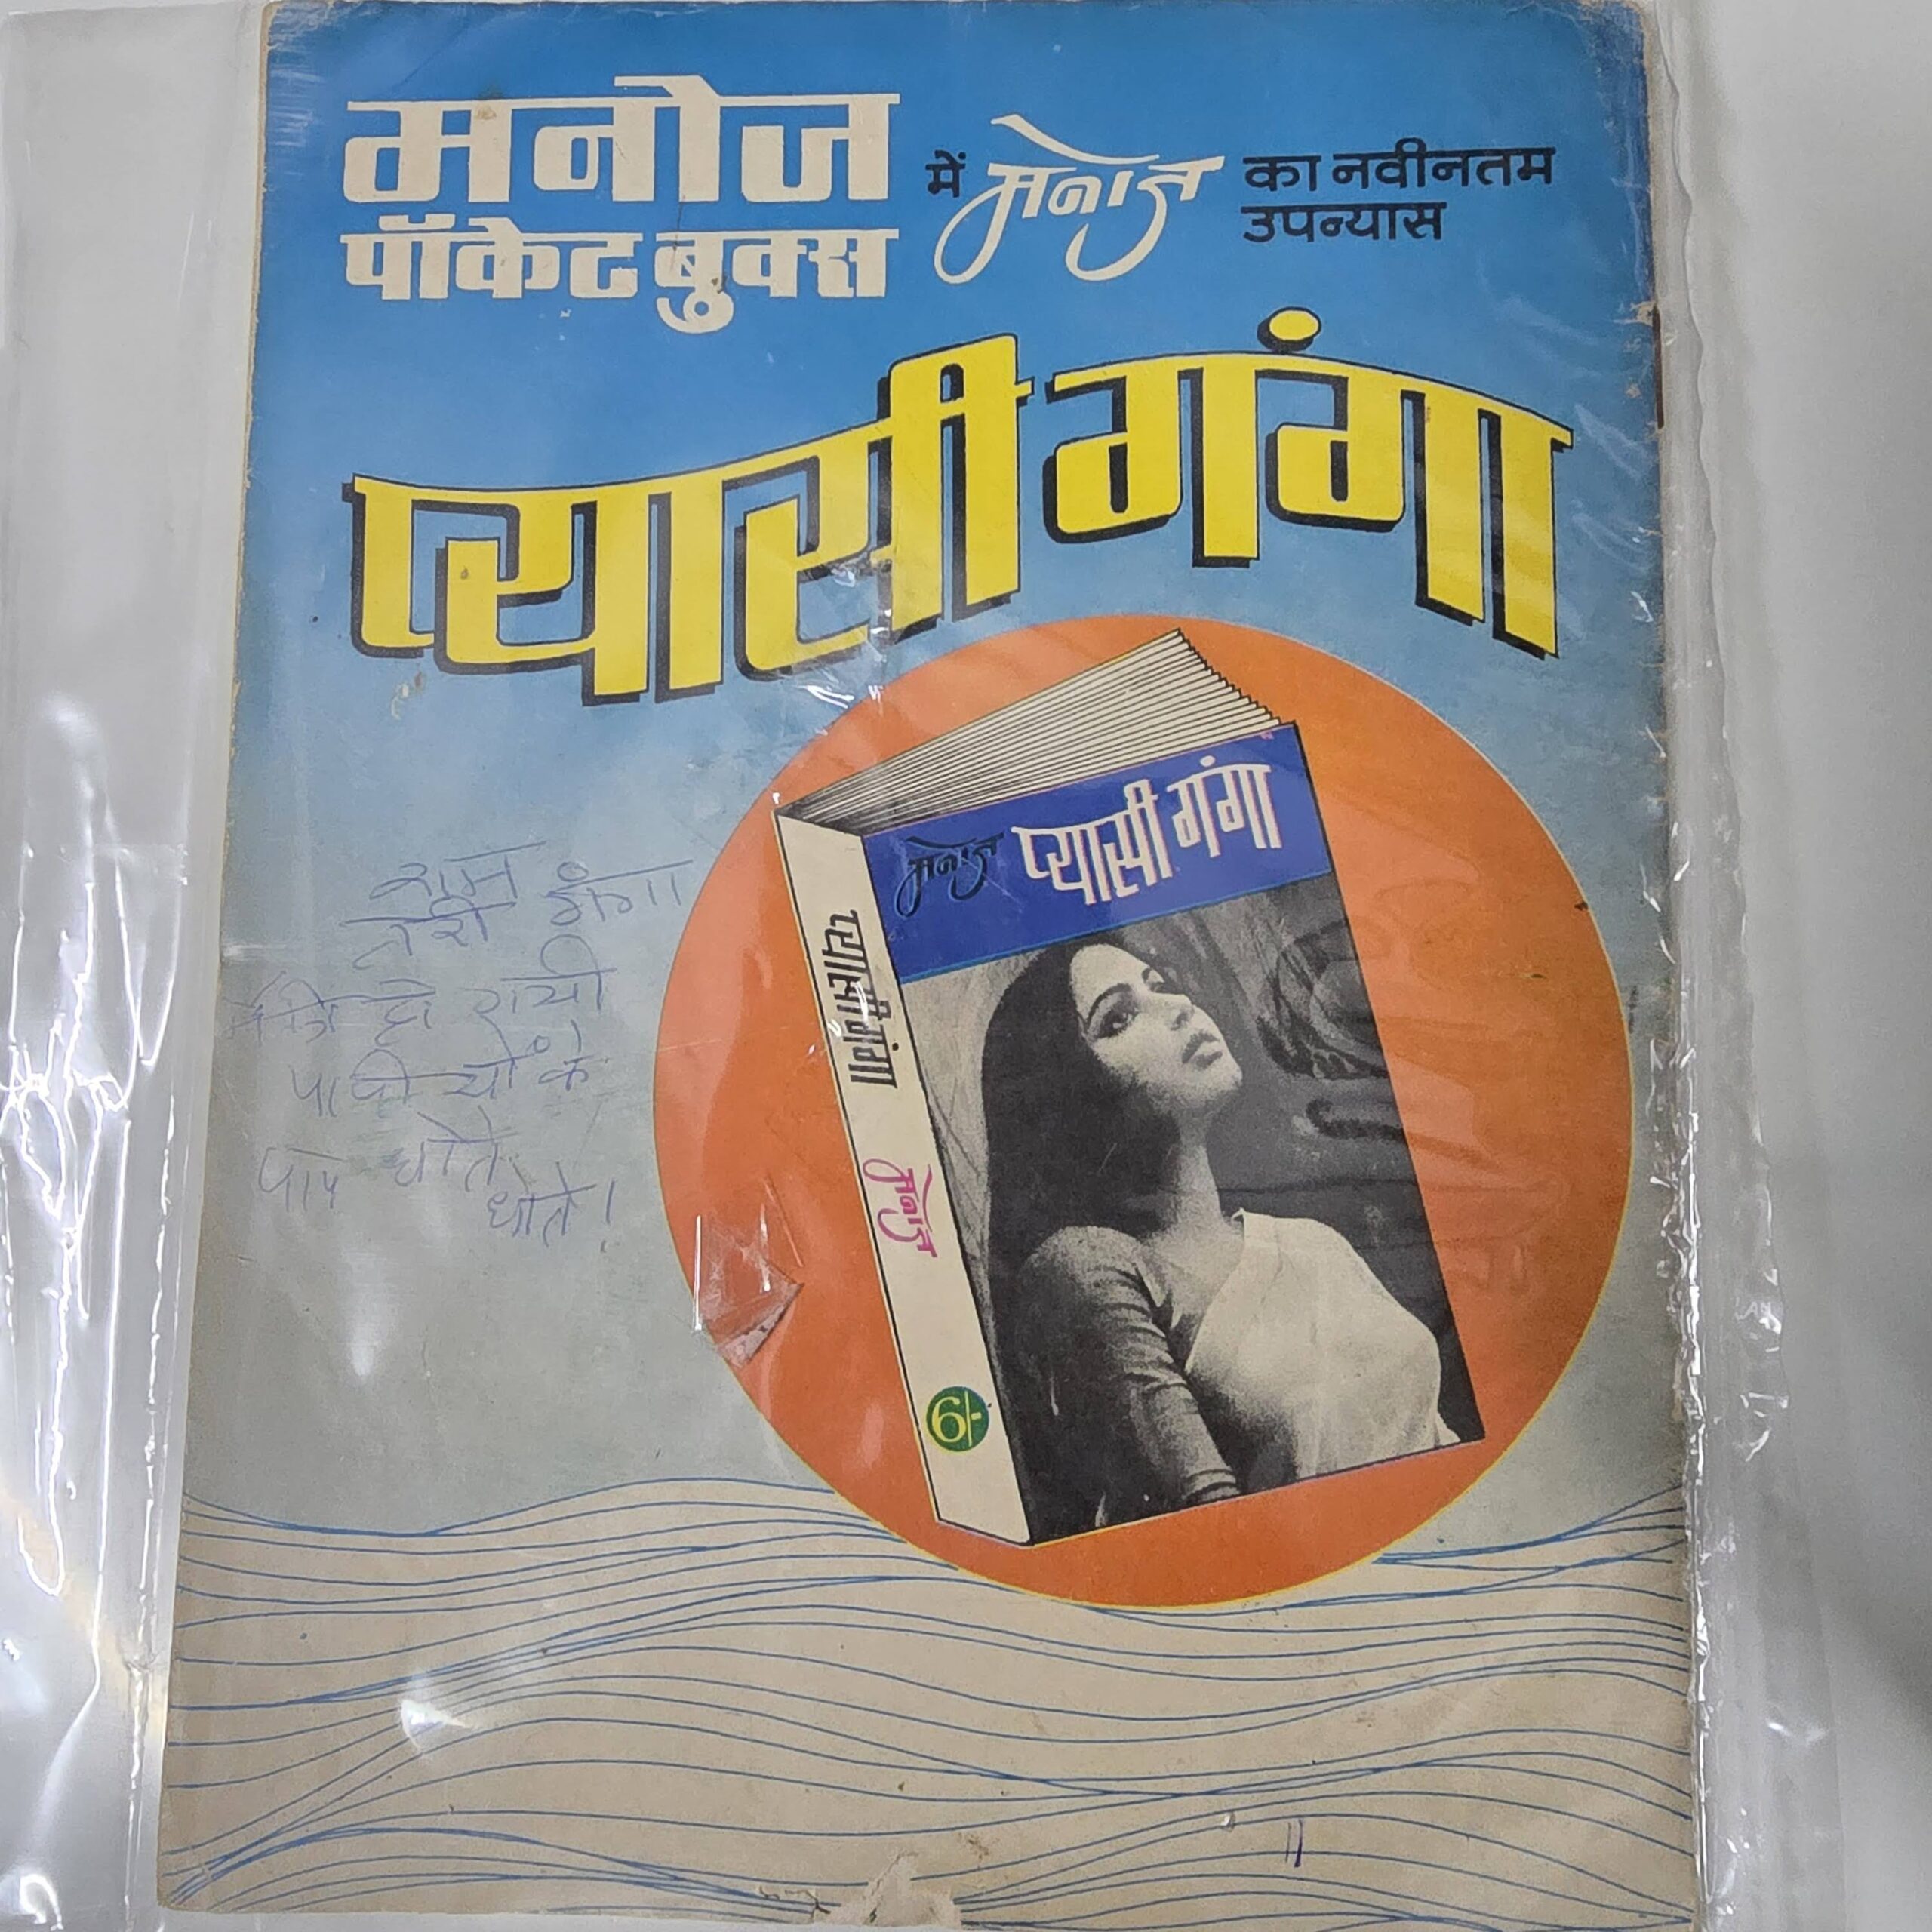 मनोज
पॉकेट बुक्स
में मनोज का नवीनतम
उपन्यास
प्यासी गंगा
मनोज प्यासी गंगा
प्यासी गंगा मनोज 6/-
राम
तेरी गंगा
मैली हो गयी
पापीयों के
पाप धोते
धोते!